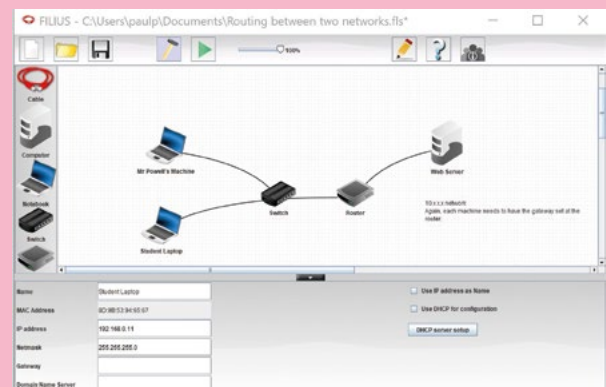 FILIUS - C:\Users\paulp\Documents\Routing between two networks.fls*
100%
Cable
Computer
Notebook
Switch
Mr Powell's Machine
Student Laptop
Switch
Router
Web Server
10.x.x.x network
Again, each machine needs to have the gateway set at the
router.
Name Student Laptop
MAC Address
IP address 192.168.0.11
Netmask 255.255.255.0
Gateway
Domain Name Server
Use IP address as Name
Use DHCP for configuration
DHCP server setup